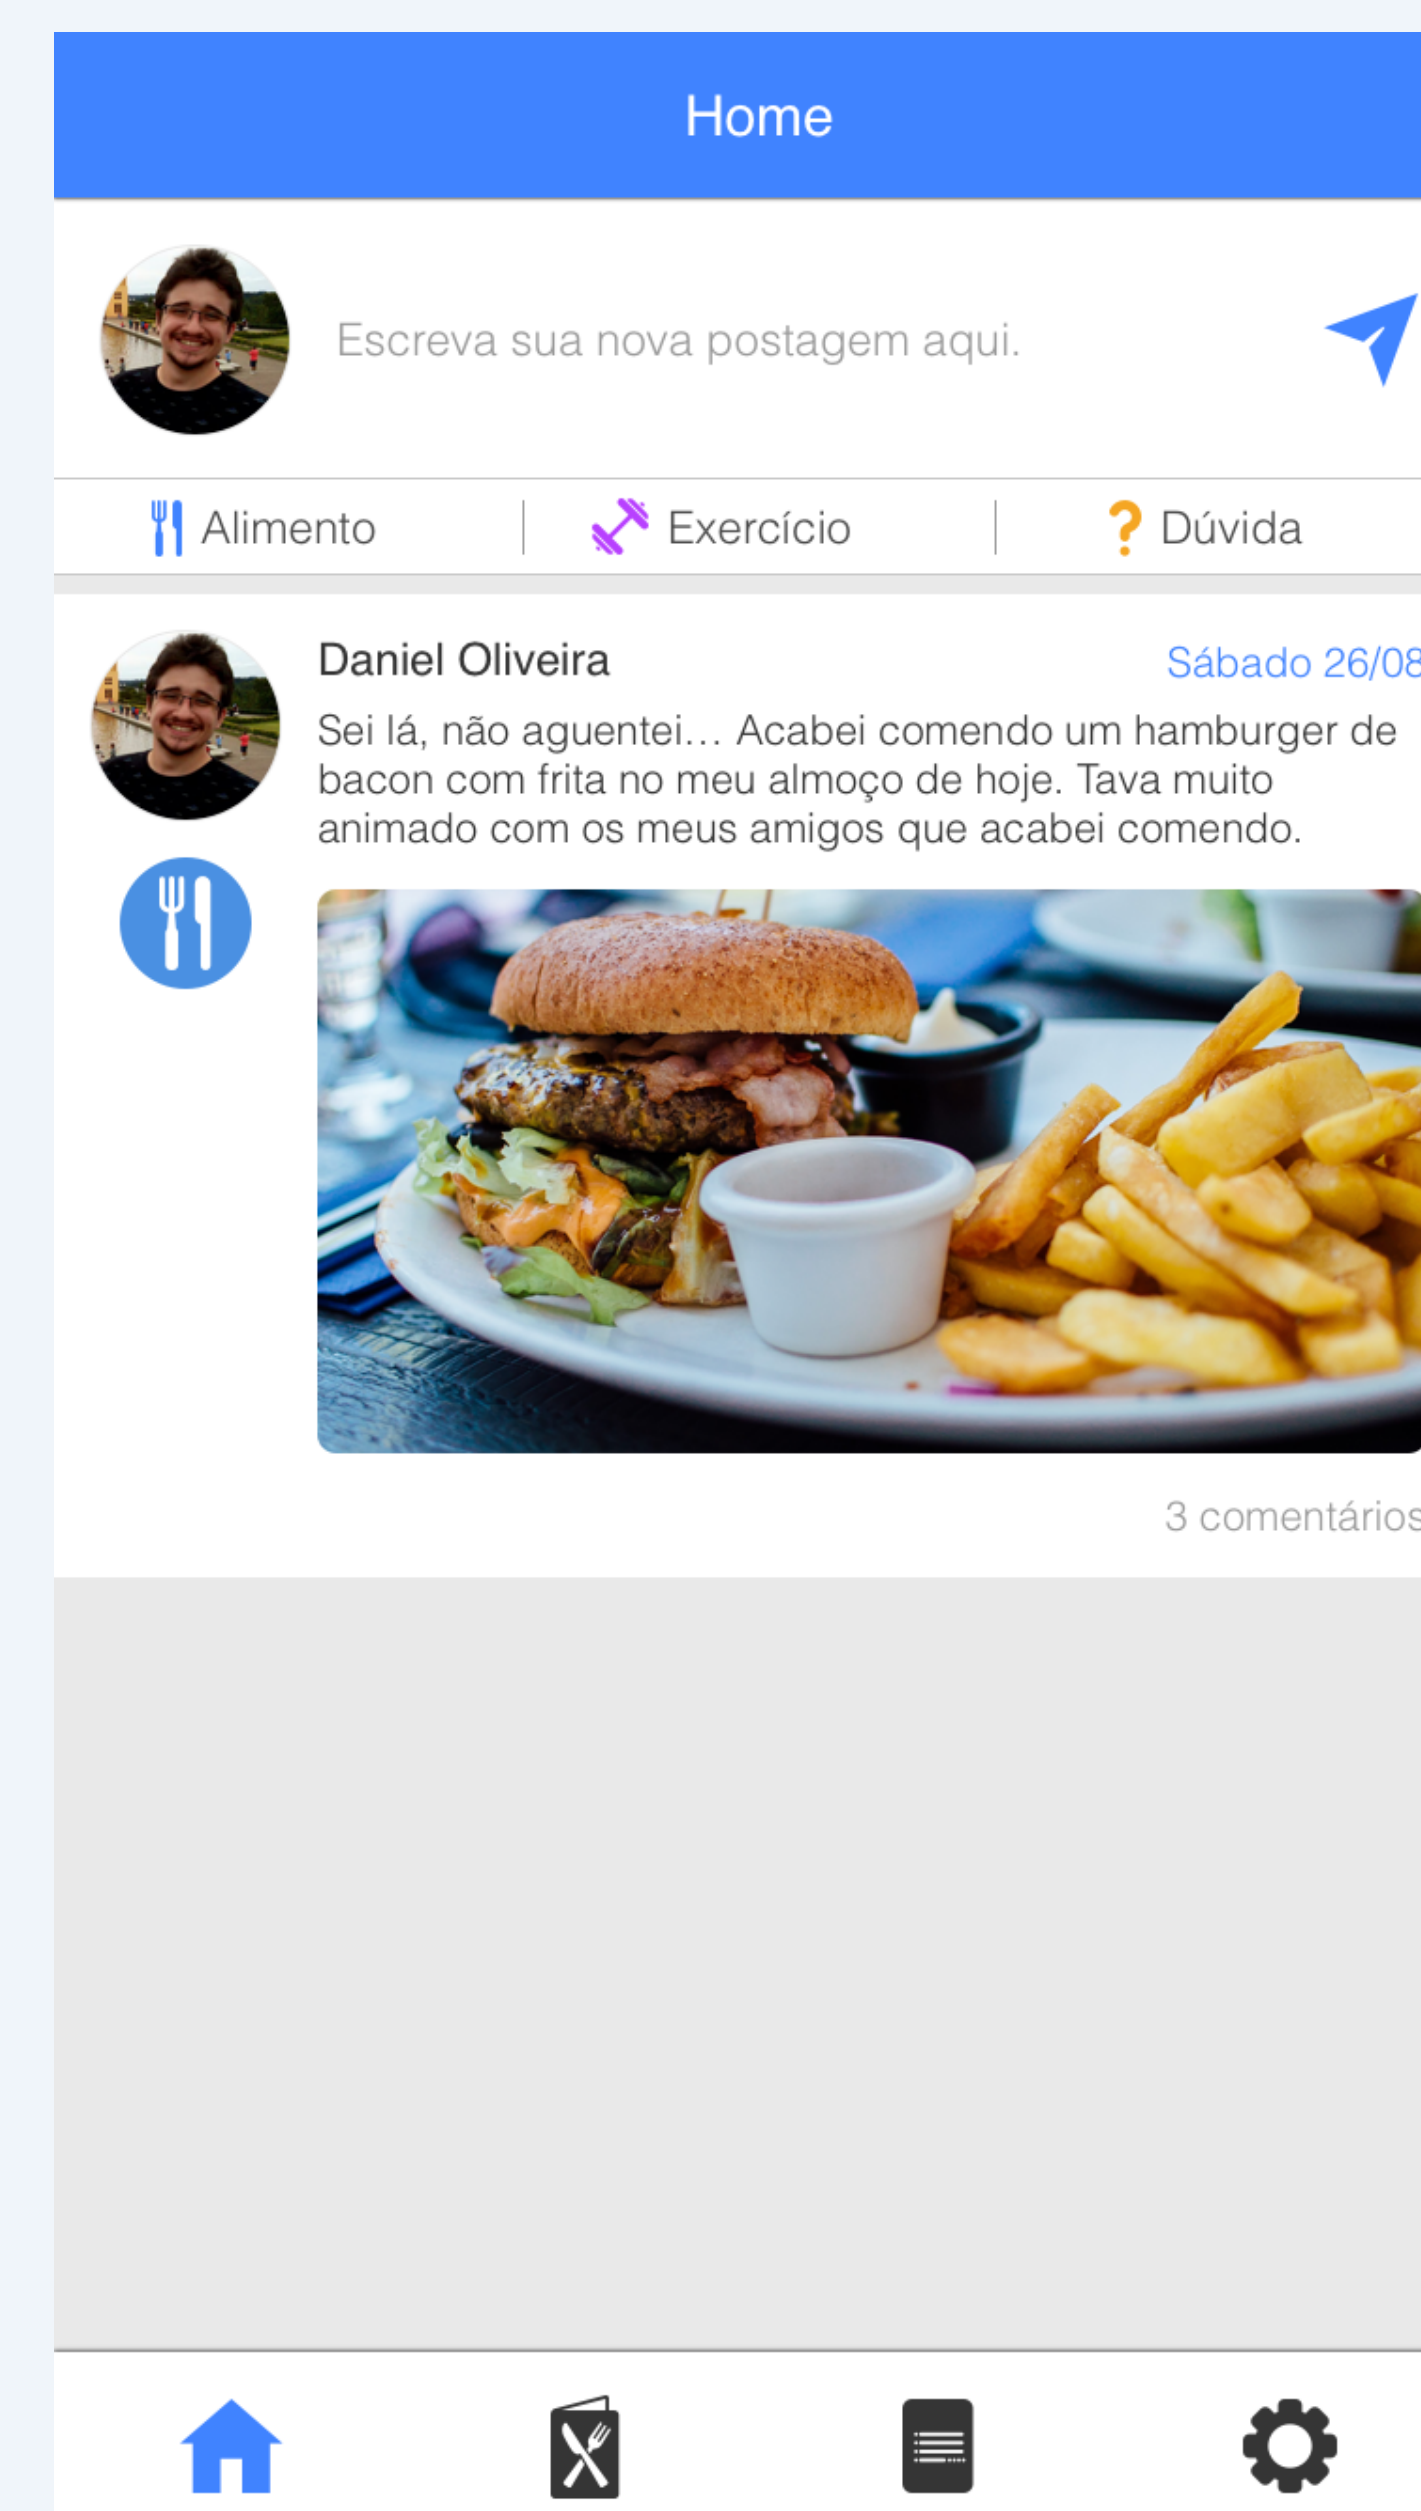 Home
Escreva sua nova postagem aqui.
Alimento
Exercício
Dúvida
Daniel Oliveira
Sábado 26/08
Sei lá, não aguentei... Acabei comendo um hamburger de
bacon com frita no meu almoço de hoje. Tava muito
animado com os meus amigos que acabei comendo.
3 comentários